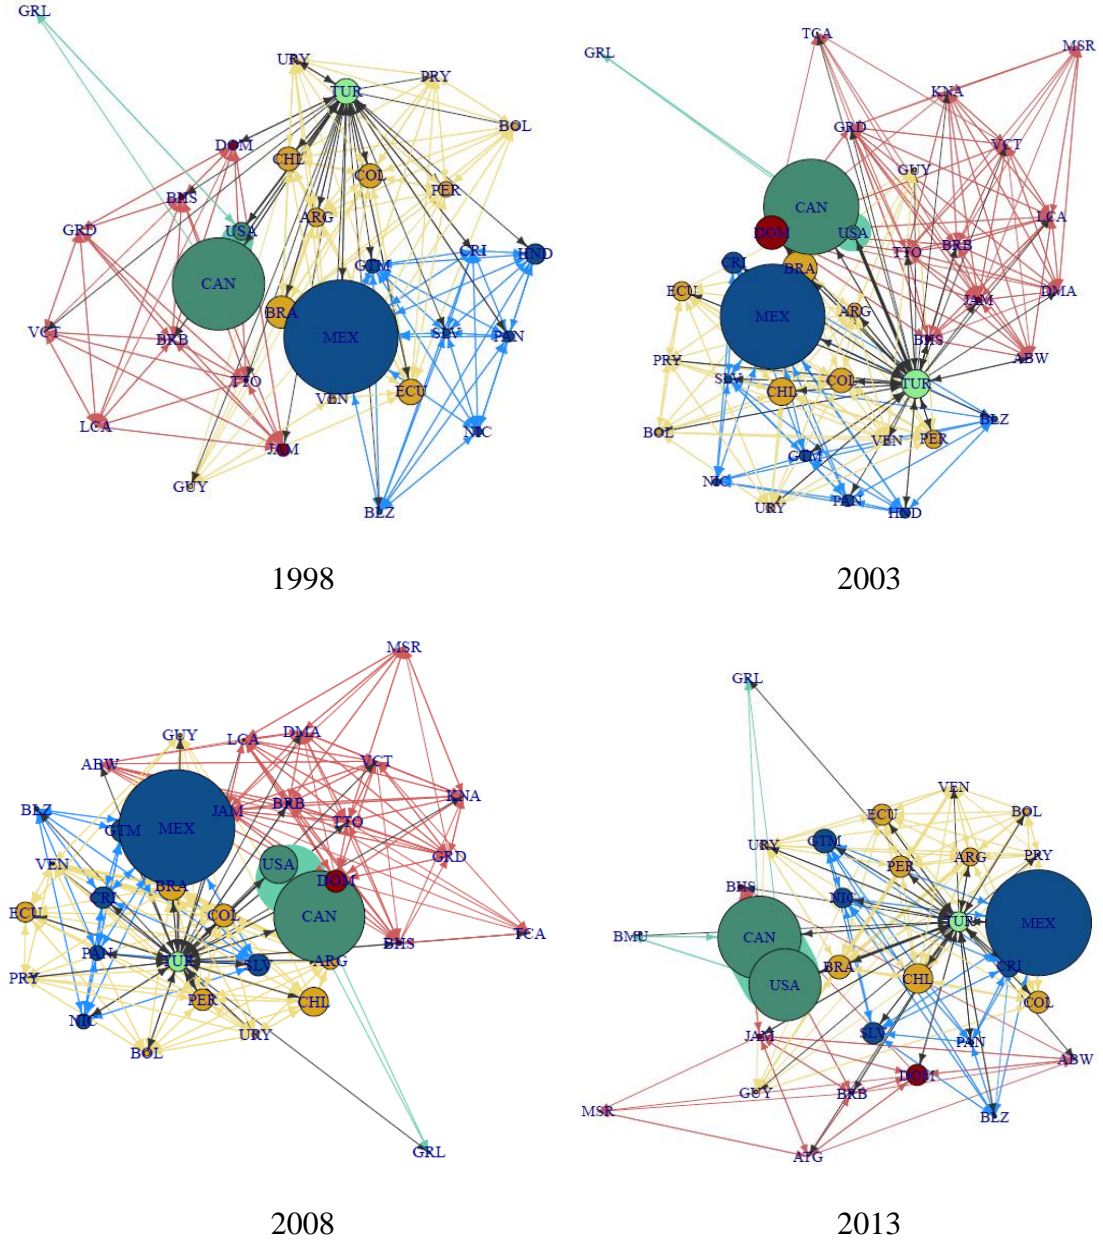 GRL
URY
PRY
TUR
BOL
DOM
CHL
COL
PER
BHS
ARG
GRD
USA
CRI
HND
GTM
CAN
BRA
VCT
BRB
MEX
SLV
PAN
TTO
VEN
ECU
LCA
JAM
NIC
GUY
BLZ
1998
TCA
MSR
GRL
KNA
GRD
VCT
GUY
CAN
LCA
DOM
USA
BRB
TTO
CRI
BRA
ECU
DMA
JAM
MEX
ARG
BHS
PRY
ABW
SLV
COL
TUR
CHL
BLZ
BOL
VEN
PER
GTM
NIC
PAN
URY
HND
2003
MSR
GUY
LCA
DMA
ABW
VCT
KNA
BLZ
JAM
BRB
GTM
MEX
TTO
GRD
VEN
USA
DOM
BRA
CRI
ECU
COL
CAN
TCA
BHS
PAN
TUR
SLV
ARG
PRY
PER
CHL
NIC
URY
BOL
GRL
2008
GRL
VEN
ECU
BOL
GTM
URY
ARG
PRY
PER
BHS
NIC
TUR
MEX
BMU
CAN
BRA
CRI
USA
CHL
COL
SLV
JAM
PAN
ABW
DOM
GUY
BRB
MSR
BLZ
ATG
2013